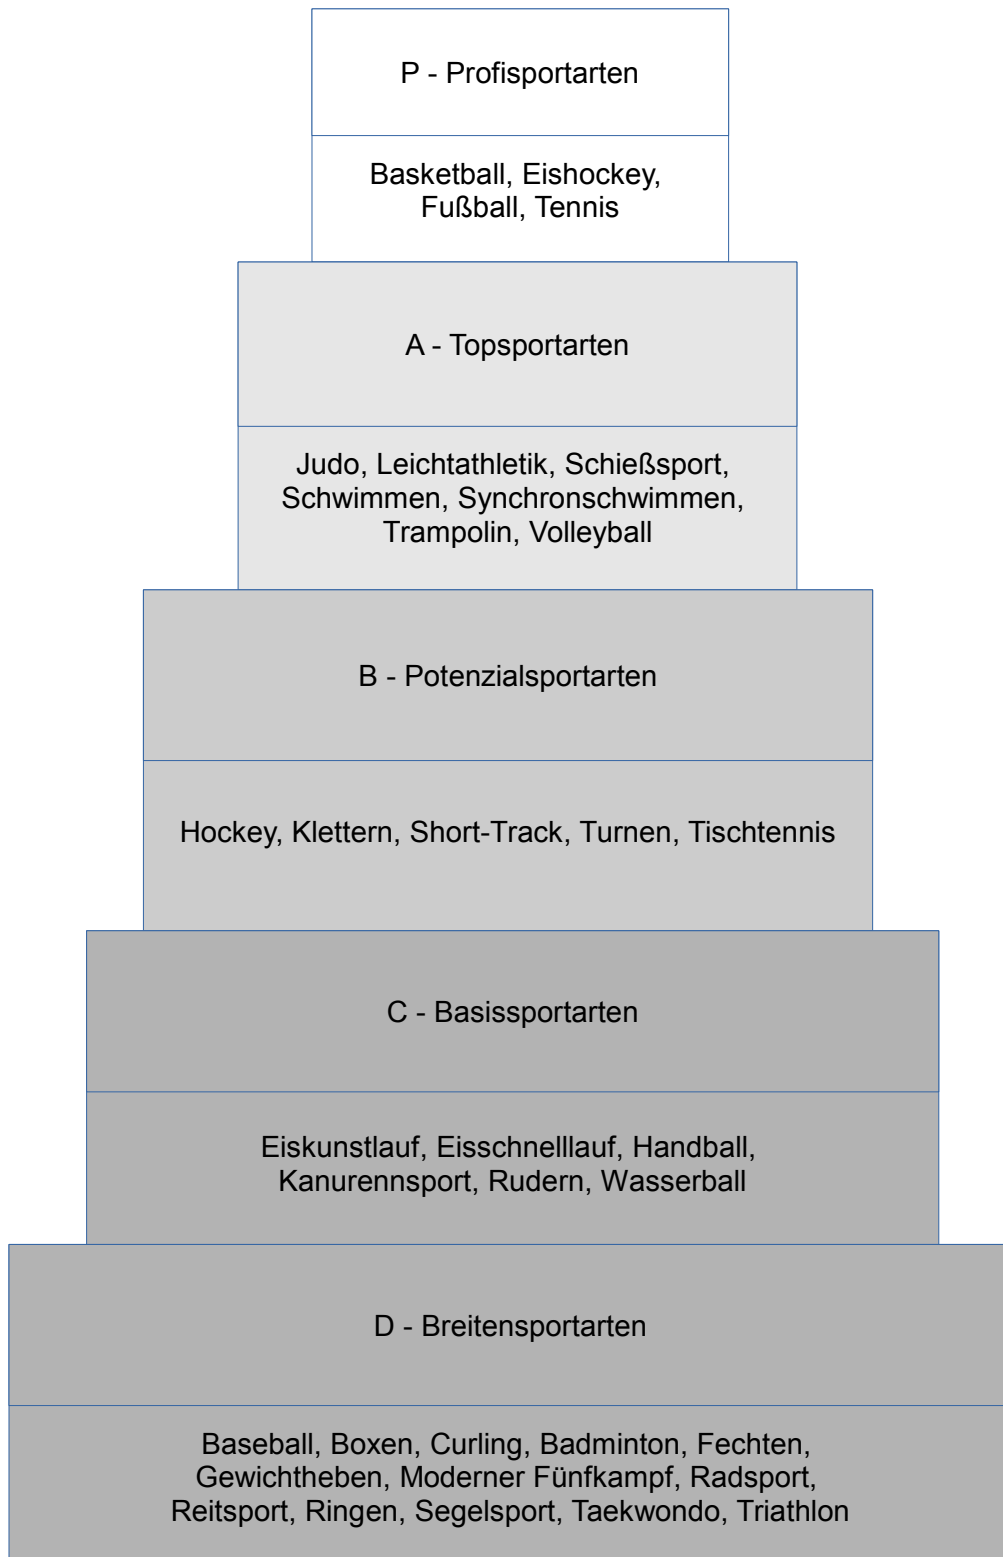 P - Profisportarten
Basketball, Eishockey,
Fußball, Tennis
A - Topsportarten
Judo, Leichtathletik, Schießsport,
Schwimmen, Synchronschwimmen,
Trampolin, Volleyball
B - Potenzialsportarten
Hockey, Klettern, Short-Track, Turnen, Tischtennis
C - Basissportarten
Eiskunstlauf, Eisschnelllauf, Handball,
Kanurennsport, Rudern, Wasserball
D - Breitensportarten
Baseball, Boxen, Curling, Badminton, Fechten,
Gewichtheben, Moderner Fünfkampf, Radsport,
Reitsport, Ringen, Segelsport, Taekwondo, Triathlon